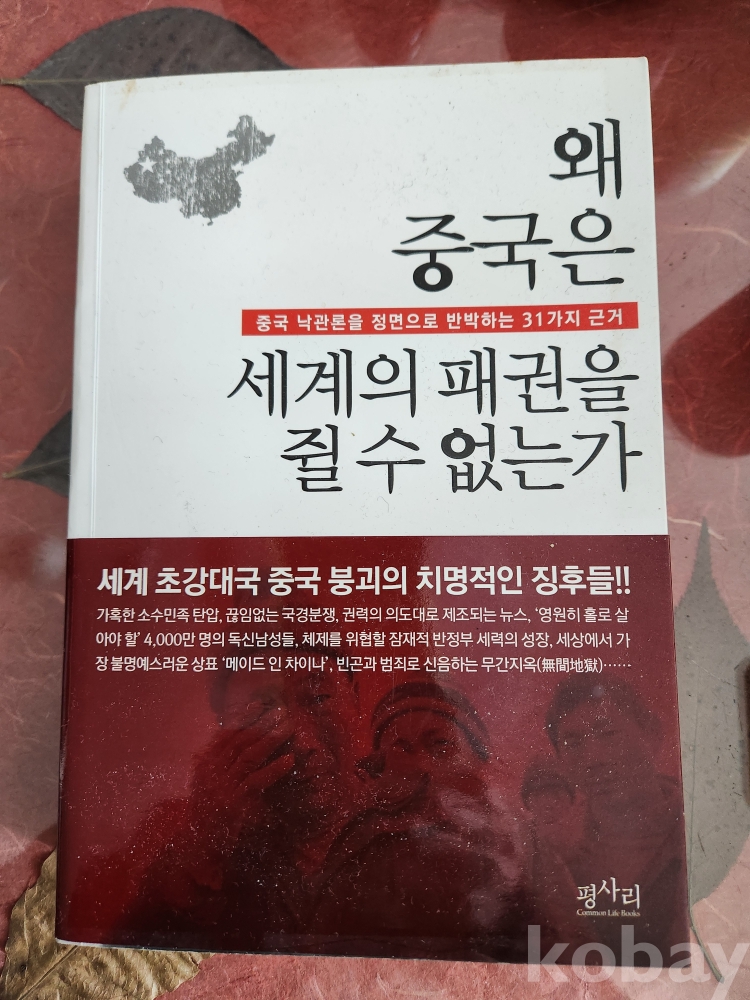 왜
중국은
중국 낙관론을 정면으로 반박하는 31가지 근거
세계의 패권을
쥘 수 없는가
세계 초강대국 중국 붕괴의 치명적인 징후들!!
가혹한 소수민족 탄압, 끊임없는 국경분쟁, 권력의 의도대로 제조되는 뉴스, ‘영원히 홀로 살
아야 할’ 4,000만 명의 독신남성들, 체제를 위협할 잠재적 반정부 세력의 성장, 세상에서 가
장 불명예스러운 상표 ‘메이드 인 차이나’, 빈곤과 범죄로 신음하는 무간지옥(無間地獄)……
평사리
Common Life Books
kobay